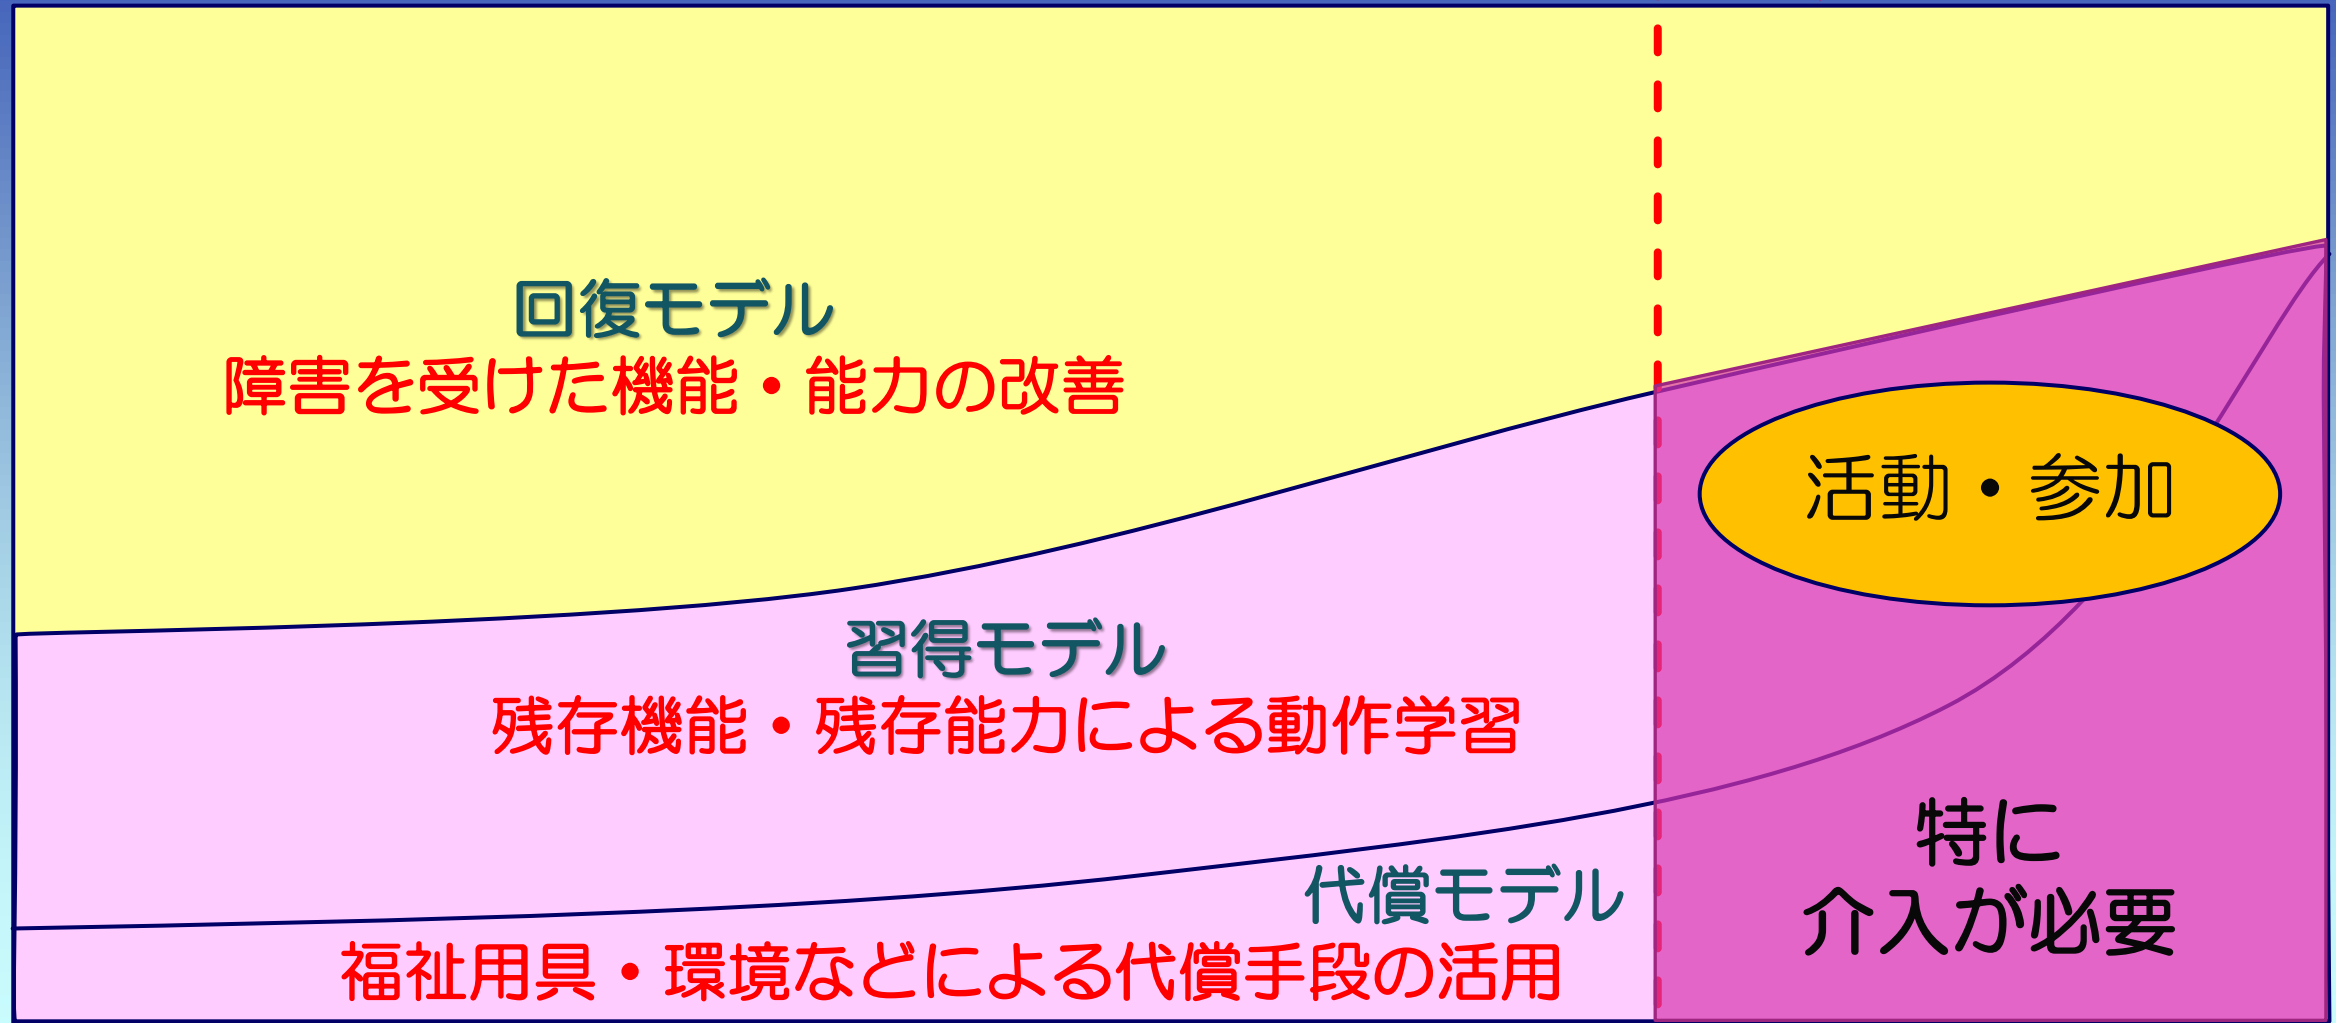 回復モデル
障害を受けた機能・能力の改善
活動・参加
習得モデル
残存機能・残存能力による動作学習
特に
介入が必要
代償モデル
福祉用具・環境などによる代償手段の活用